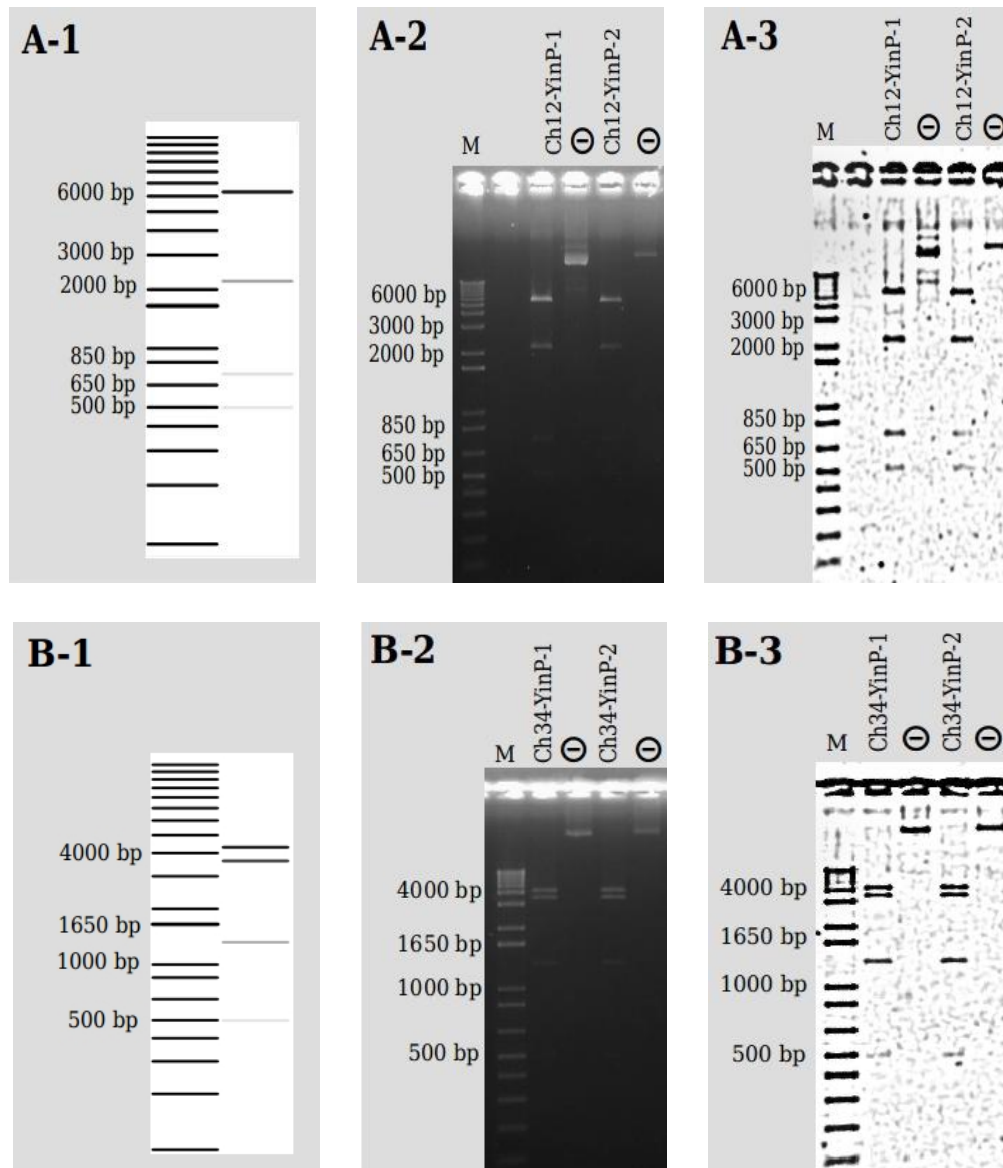 A-1
6000 bp
3000 bp
2000 bp
850 bp
650 bp
500 bp
A-2
Ch12-YinP-1
⊖
Ch12-YinP-2
⊖
M
6000 bp
3000 bp
2000 bp
850 bp
650 bp
500 bp
A-3
Ch12-YinP-1
⊖
Ch12-YinP-2
⊖
M
6000 bp
3000 bp
2000 bp
850 bp
650 bp
500 bp
B-1
4000 bp
1650 bp
1000 bp
500 bp
B-2
Ch34-YinP-1
⊖
Ch34-YinP-2
⊖
M
4000 bp
1650 bp
1000 bp
500 bp
B-3
Ch34-YinP-1
⊖
Ch34-YinP-2
⊖
M
4000 bp
1650 bp
1000 bp
500 bp